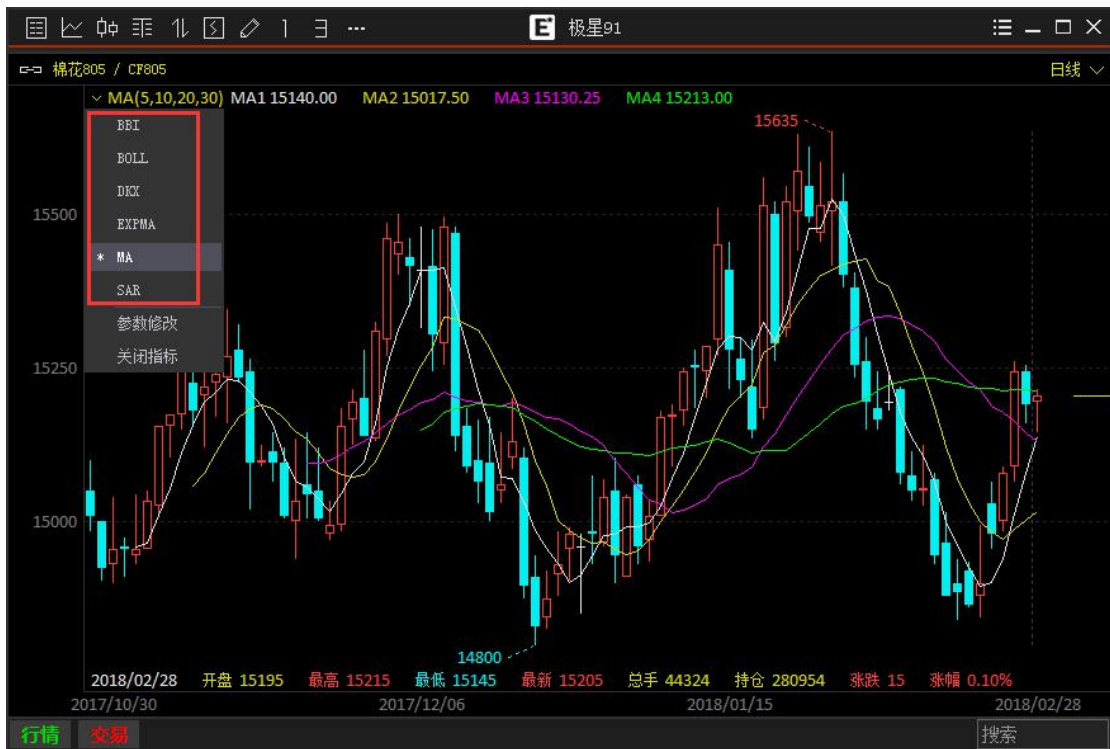 极星91
棉花805 / CF805
日线
MA(5,10,20,30) MA1 15140.00 MA2 15017.50 MA3 15130.25 MA4 15213.00
BBI
BOLL
DKX
EXPMA
* MA
SAR
参数修改
关闭指标
15635
15500
15250
15000
14800
2018/02/28 开盘 15195 最高 15215 最低 15145 最新 15205 总手 44324 持仓 280954 涨跌 15 涨幅 0.10%
2017/10/30 2017/12/06 2018/01/15 2018/02/28
行情 交易 搜索